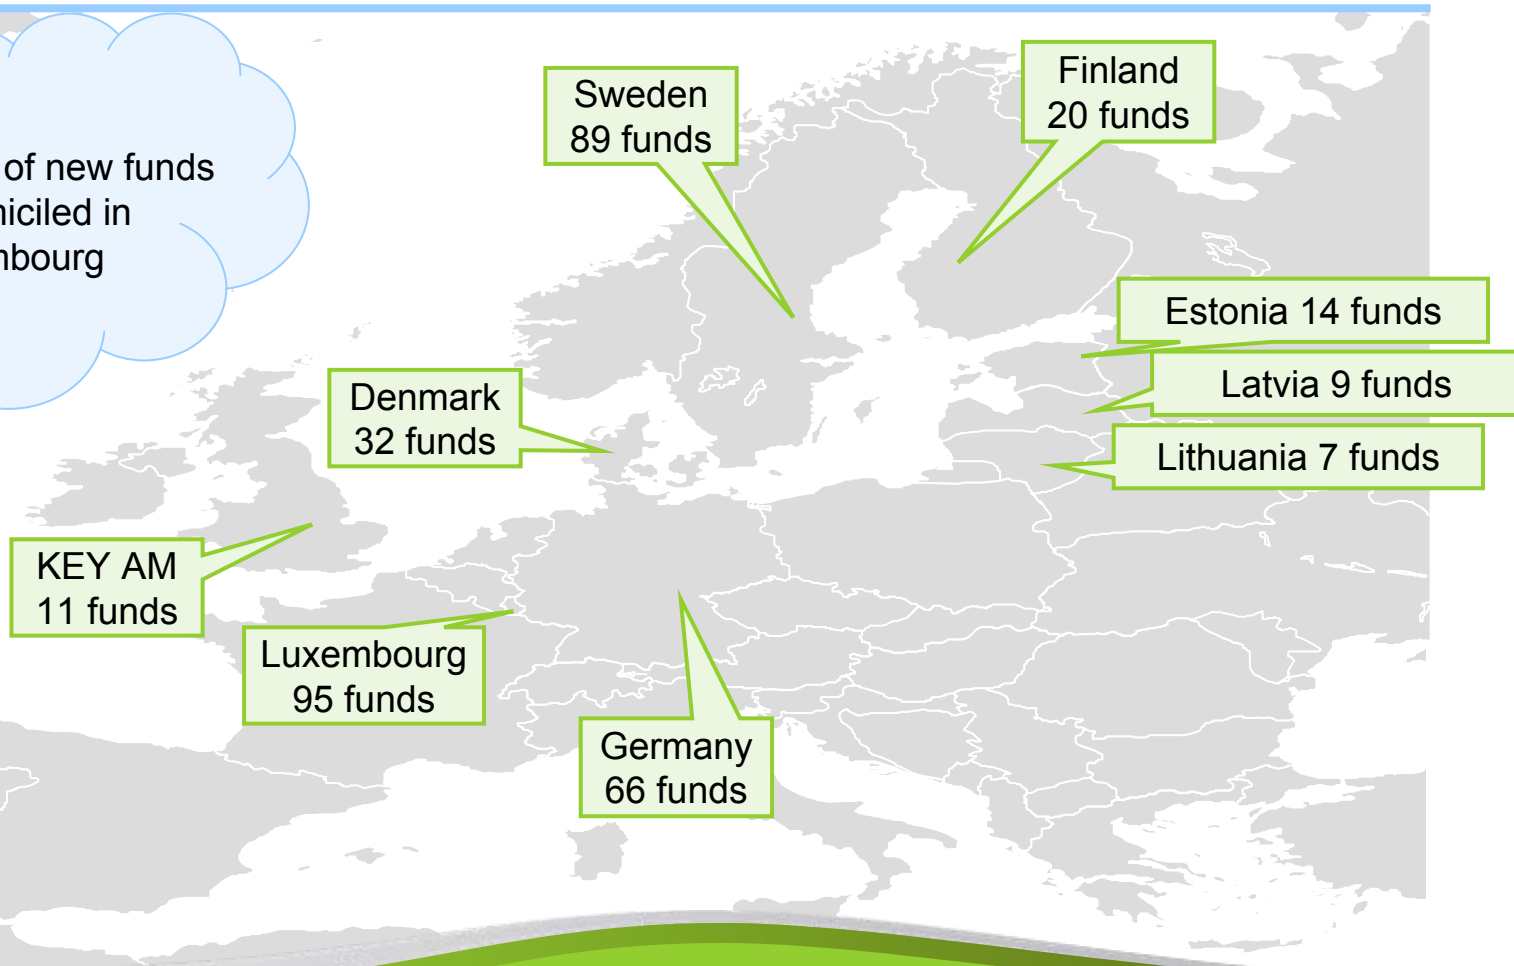 of new funds
iciled in
mbourg
Sweden
89 funds
Finland
20 funds
Estonia 14 funds
Latvia 9 funds
Lithuania 7 funds
Denmark
32 funds
KEY AM
11 funds
Luxembourg
95 funds
Germany
66 funds